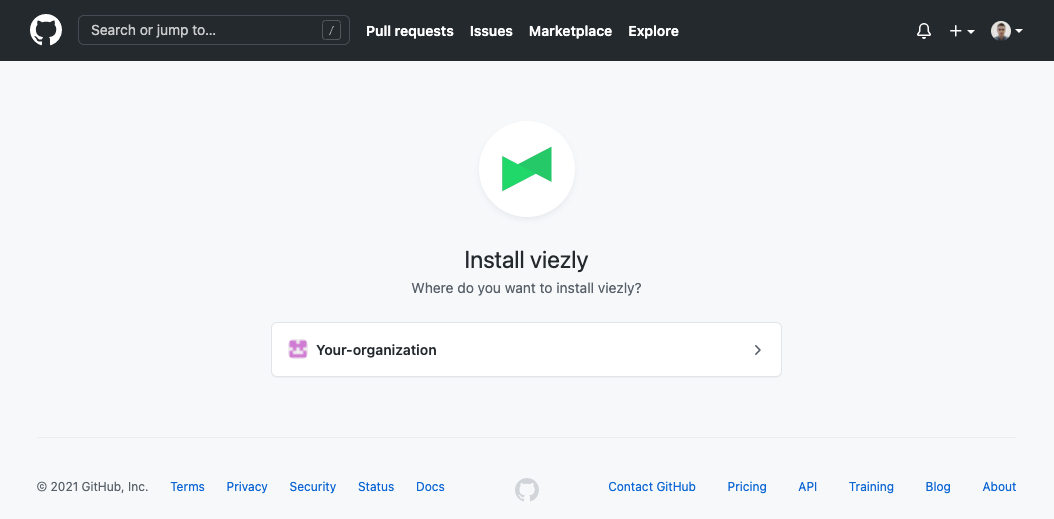 Search or jump to... / Pull requests Issues Marketplace Explore
Install viezly
Where do you want to install viezly?
Your-organization
© 2021 GitHub, Inc. Terms Privacy Security Status Docs Contact GitHub Pricing API Training Blog About